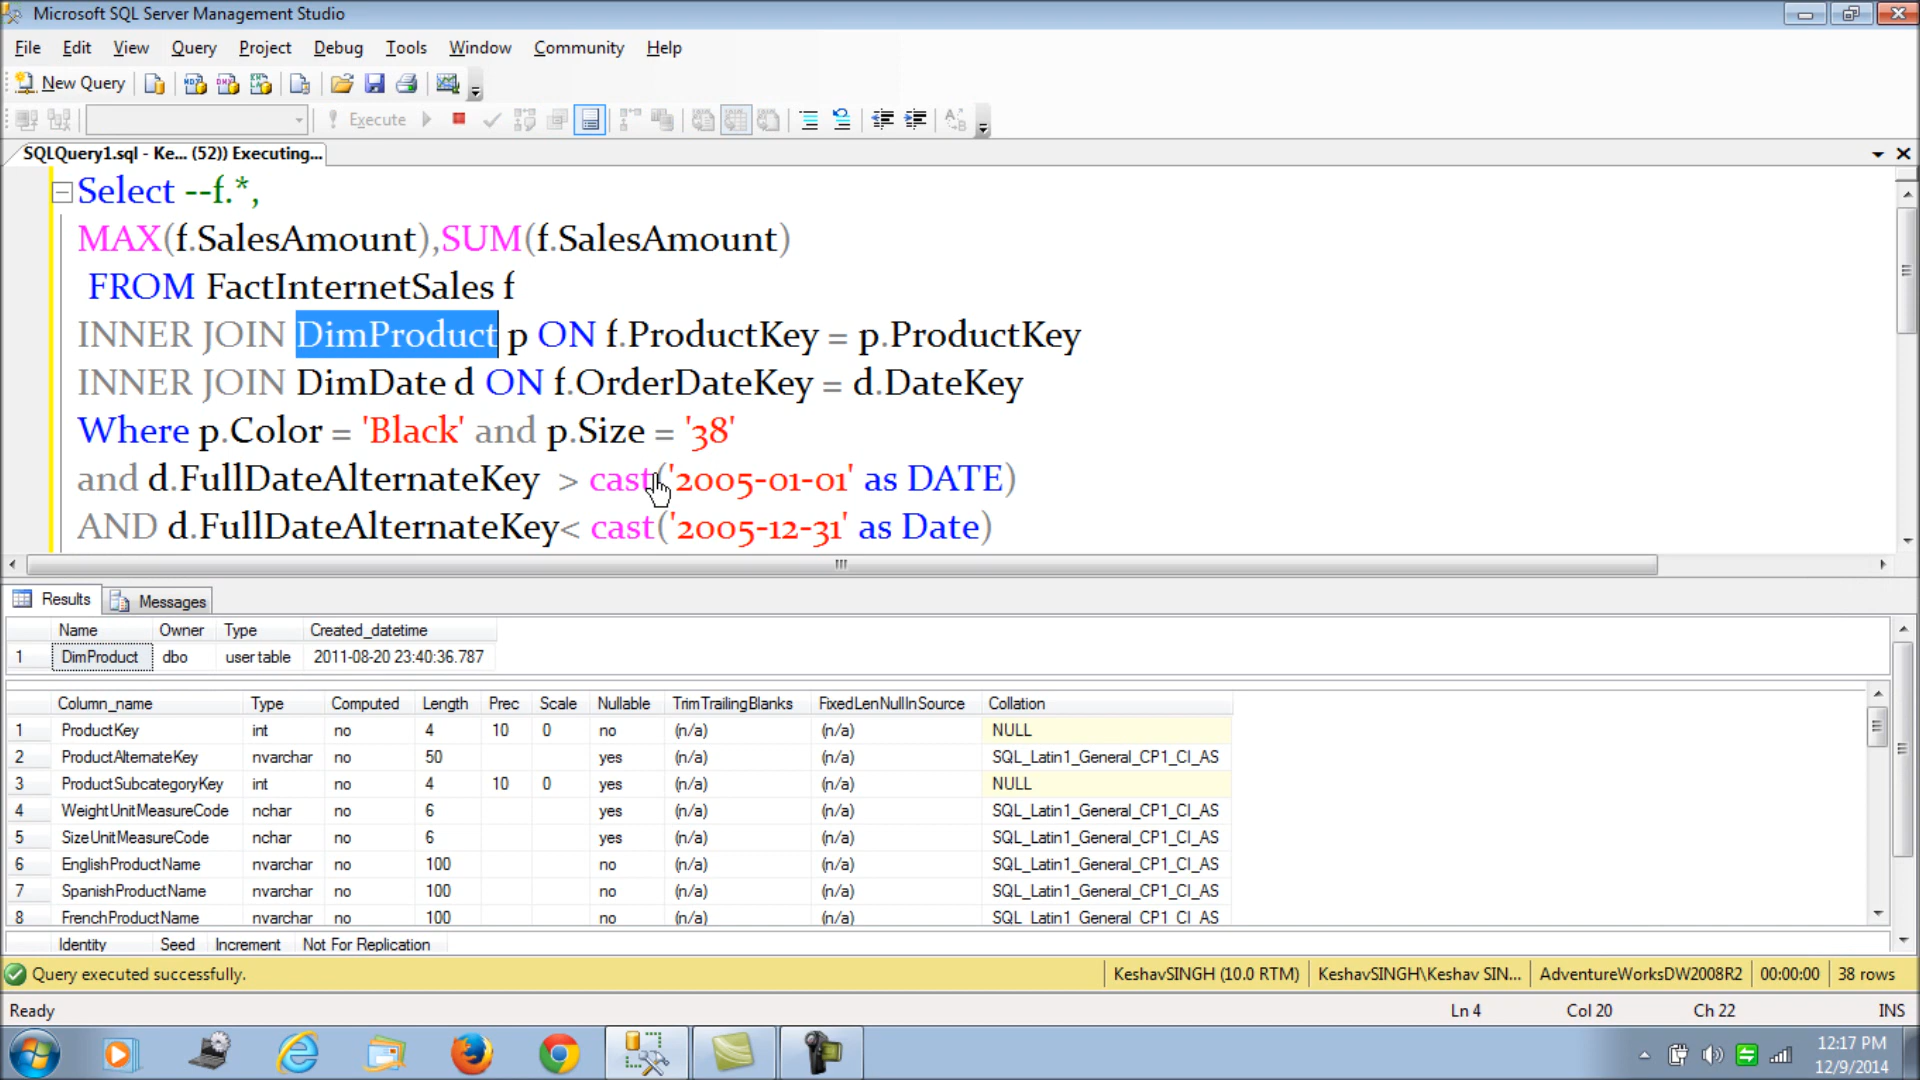 Microsoft SQL Server Management Studio
File Edit View Query Project Debug Tools Window Community Help
New Query
Execute
SQLQuery1.sql - Ke... (52)) Executing...
Select --f.*,
MAX(f.SalesAmount),SUM(f.SalesAmount)
FROM FactInternetSales f
INNER JOIN DimProduct p ON f.ProductKey = p.ProductKey
INNER JOIN DimDate d ON f.OrderDateKey = d.DateKey
Where p.Color = 'Black' and p.Size = '38'
and d.FullDateAlternateKey > cast('2005-01-01' as DATE)
AND d.FullDateAlternateKey< cast('2005-12-31' as Date)
Results Messages
Name Owner Type Created_datetime
1 DimProduct dbo user table 2011-08-20 23:40:36.787
Column_name Type Computed Length Prec Scale Nullable TrimTrailingBlanks FixedLenNullInSource Collation
1 ProductKey int no 4 10 0 no (n/a) (n/a) NULL
2 ProductAlternateKey nvarchar no 50 yes (n/a) (n/a) SQL_Latin1_General_CP1_CI_AS
3 ProductSubcategoryKey int no 4 10 0 yes (n/a) (n/a) NULL
4 WeightUnitMeasureCode nchar no 6 yes (n/a) (n/a) SQL_Latin1_General_CP1_CI_AS
5 SizeUnitMeasureCode nchar no 6 yes (n/a) (n/a) SQL_Latin1_General_CP1_CI_AS
6 EnglishProductName nvarchar no 100 no (n/a) (n/a) SQL_Latin1_General_CP1_CI_AS
7 SpanishProductName nvarchar no 100 no (n/a) (n/a) SQL_Latin1_General_CP1_CI_AS
8 FrenchProductName nvarchar no 100 no (n/a) (n/a) SQL_Latin1_General_CP1_CI_AS
Identity Seed Increment Not For Replication
Query executed successfully. KeshavSINGH (10.0 RTM) KeshavSINGH\Keshav SIN... AdventureWorksDW2008R2 00:00:00 38 rows
Ready Ln 4 Col 20 Ch 22 INS
12:17 PM
12/9/2014